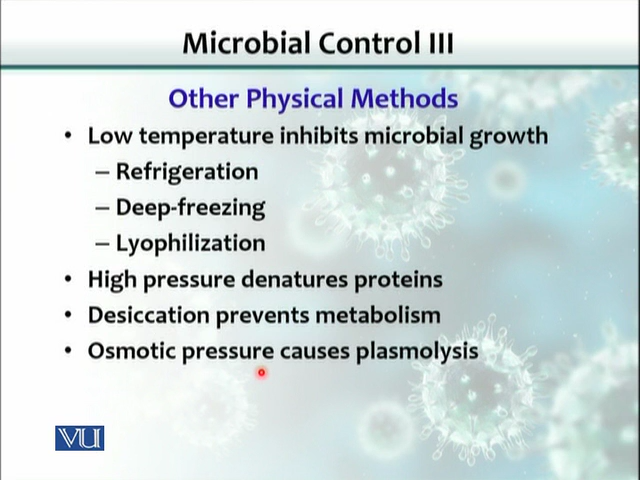 Microbial Control III
Other Physical Methods
• Low temperature inhibits microbial growth
– Refrigeration
– Deep-freezing
– Lyophilization
• High pressure denatures proteins
• Desiccation prevents metabolism
• Osmotic pressure causes plasmolysis
VU